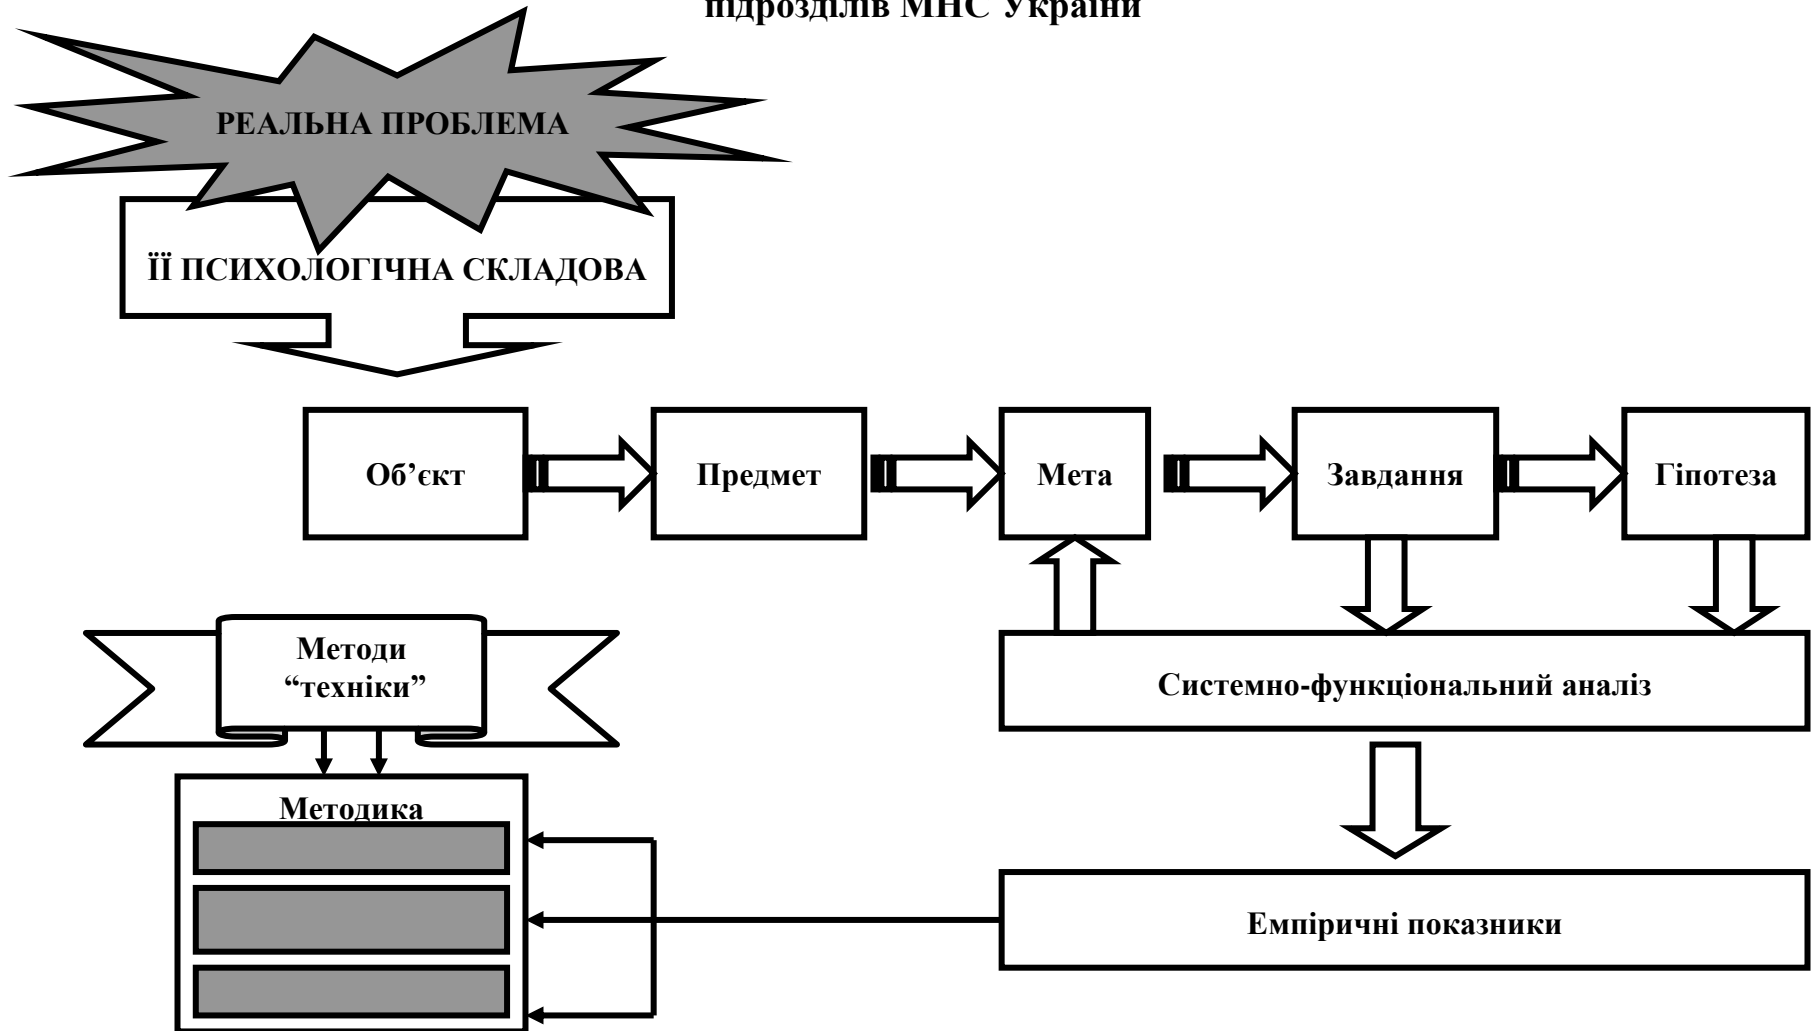 підрозділів МНС України
РЕАЛЬНА ПРОБЛЕМА
ЇЇ ПСИХОЛОГІЧНА СКЛАДОВА
Об’єкт
Предмет
Мета
Завдання
Гіпотеза
Методи
“техніки”
Системно-функціональний аналіз
Методика
Емпіричні показники